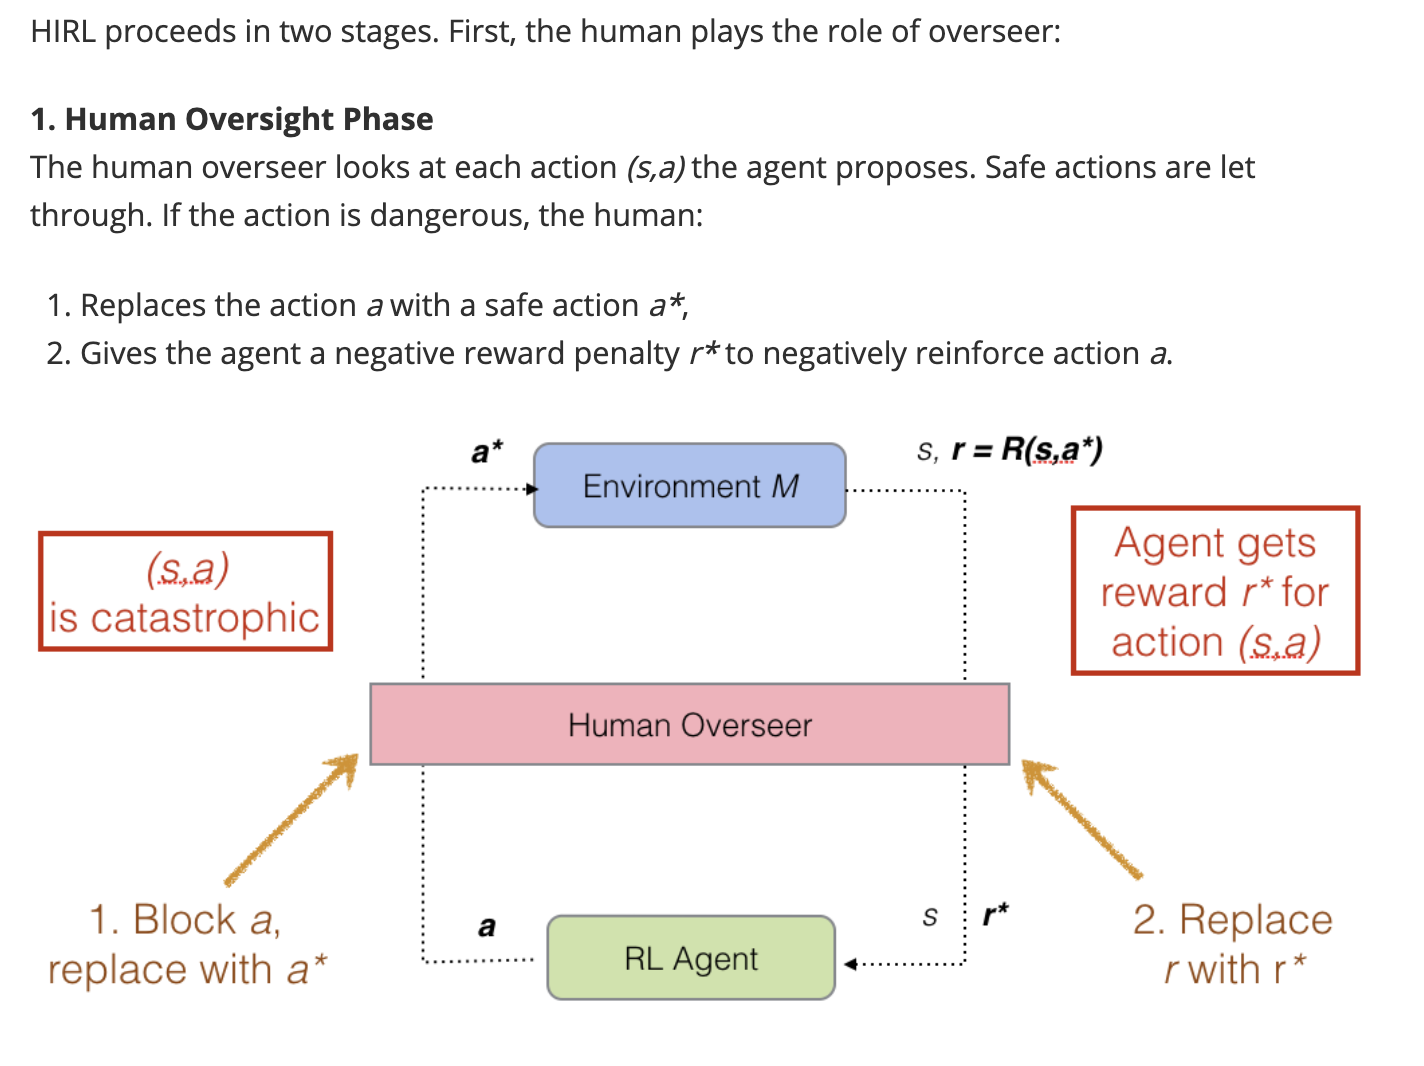 HIRL proceeds in two stages. First, the human plays the role of overseer:
1. Human Oversight Phase
The human overseer looks at each action (s,a) the agent proposes. Safe actions are let
through. If the action is dangerous, the human:
1. Replaces the action a with a safe action a*,
2. Gives the agent a negative reward penalty r* to negatively reinforce action a.
a*
Environment M
s, r = R(s,a*)
(s,a)
is catastrophic
Agent gets
reward r* for
action (s,a)
Human Overseer
1. Block a,
replace with a*
a
RL Agent
s
r*
2. Replace
r with r*